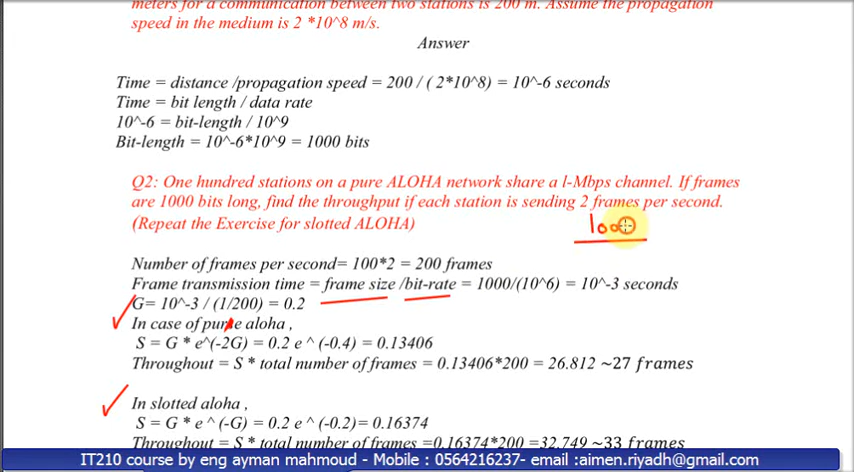 meters for a communication between two stations is 200 m. Assume the propagation
speed in the medium is 2 *10^8 m/s.
Answer
Time = distance /propagation speed = 200 / ( 2*10^8) = 10^-6 seconds
Time = bit length / data rate
10^-6 = bit-length / 10^9
Bit-length = 10^-6*10^9 = 1000 bits
Q2: One hundred stations on a pure ALOHA network share a l-Mbps channel. If frames
are 1000 bits long, find the throughput if each station is sending 2 frames per second.
(Repeat the Exercise for slotted ALOHA)
1000
Number of frames per second= 100*2 = 200 frames
Frame transmission time = frame size /bit-rate = 1000/(10^6) = 10^-3 seconds
G= 10^-3 / (1/200) = 0.2
In case of pure aloha ,
S = G * e^(-2G) = 0.2 e ^ (-0.4) = 0.13406
Throughout = S * total number of frames = 0.13406*200 = 26.812 ~27 frames
In slotted aloha ,
S = G * e ^ (-G) = 0.2 e ^ (-0.2)= 0.16374
Throughout = S * total number of frames =0.16374*200 =32.749 ~33 frames
IT210 course by eng ayman mahmoud - Mobile : 0564216237- email :aimen.riyadh@gmail.com